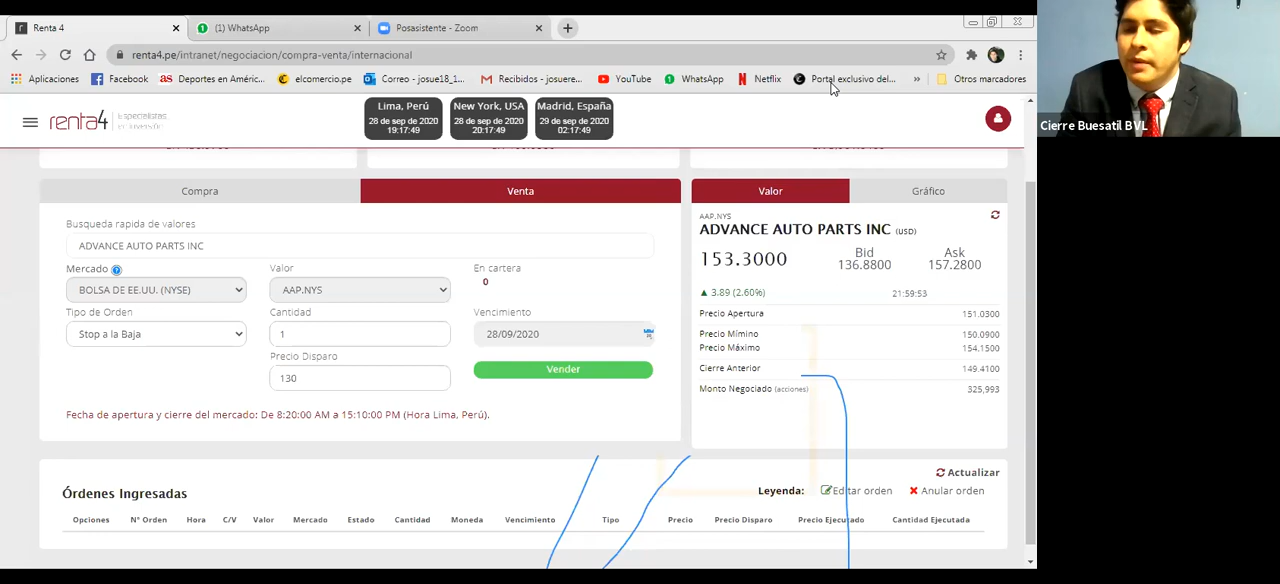 Renta 4
(1) WhatsApp
Posasistente - Zoom
renta4.pe/intranet/negociacion/compra-venta/internacional
Aplicaciones
Facebook
Deportes en Améric...
elcomercio.pe
Correo - josue18_1...
Recibidos - josuere...
YouTube
WhatsApp
Netflix
Portal exclusivo del...
Otros marcadores
renta4
Especialistas
en inversión
Lima, Perú
28 de sep de 2020
19:17:49
New York, USA
28 de sep de 2020
20:17:49
Madrid, España
29 de sep de 2020
02:17:49
Cierre Buesatil BVL
Compra
Venta
Valor
Gráfico
Busqueda rapida de valores
ADVANCE AUTO PARTS INC
Mercado
BOLSA DE EE.UU. (NYSE)
Valor
AAP.NYS
En cartera
0
Tipo de Orden
Stop a la Baja
Cantidad
1
Vencimiento
28/09/2020
Precio Disparo
130
Vender
Fecha de apertura y cierre del mercado: De 8:20:00 AM a 15:10:00 PM (Hora Lima, Perú).
AAP.NYS
ADVANCE AUTO PARTS INC (USD)
153.3000
Bid
136.8800
Ask
157.2800
▲ 3.89 (2.60%)
21:59:53
Precio Apertura 151.0300
Precio Mímino 150.0900
Precio Máximo 154.1500
Cierre Anterior 149.4100
Monto Negociado (acciones) 325,993
Actualizar
Órdenes Ingresadas
Leyenda: Editar orden Anular orden
Opciones N° Orden Hora C/V Valor Mercado Estado Cantidad Moneda Vencimiento Tipo Precio Precio Disparo Precio Ejecutado Cantidad Ejecutada